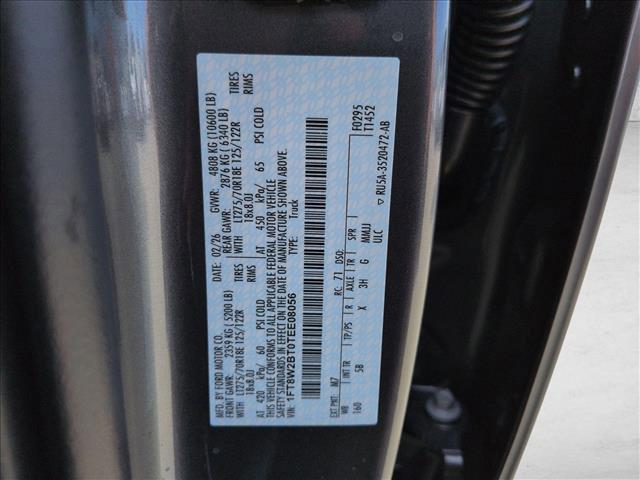 MFD. BY FORD MOTOR CO. DATE: 02/26 GVWR: 4808 KG (10600 LB)
FRONT GAWR: 2359 KG (5200 LB) REAR GAWR: 2876 KG (6340 LB)
WITH LT275/70R18E 125/122R TIRES WITH LT275/70R18E 125/122R TIRES
18x8.0J RIMS 18x8.0J RIMS
AT 420 kPa/ 60 PSI COLD AT 450 kPa/ 65 PSI COLD
THIS VEHICLE CONFORMS TO ALL APPLICABLE FEDERAL MOTOR VEHICLE
SAFETY STANDARDS IN EFFECT ON THE DATE OF MANUFACTURE SHOWN ABOVE.
VIN: 1FT8W2BT0TEE08056 TYPE: Truck
F0295
T1452
EXT PNT: M7 RC: 71 DSO:
WB INT TR TP/PS R AXLE TR SPR
160 5B X 3H G MMJJ
ULC
▽ RU5A-3520472-AB